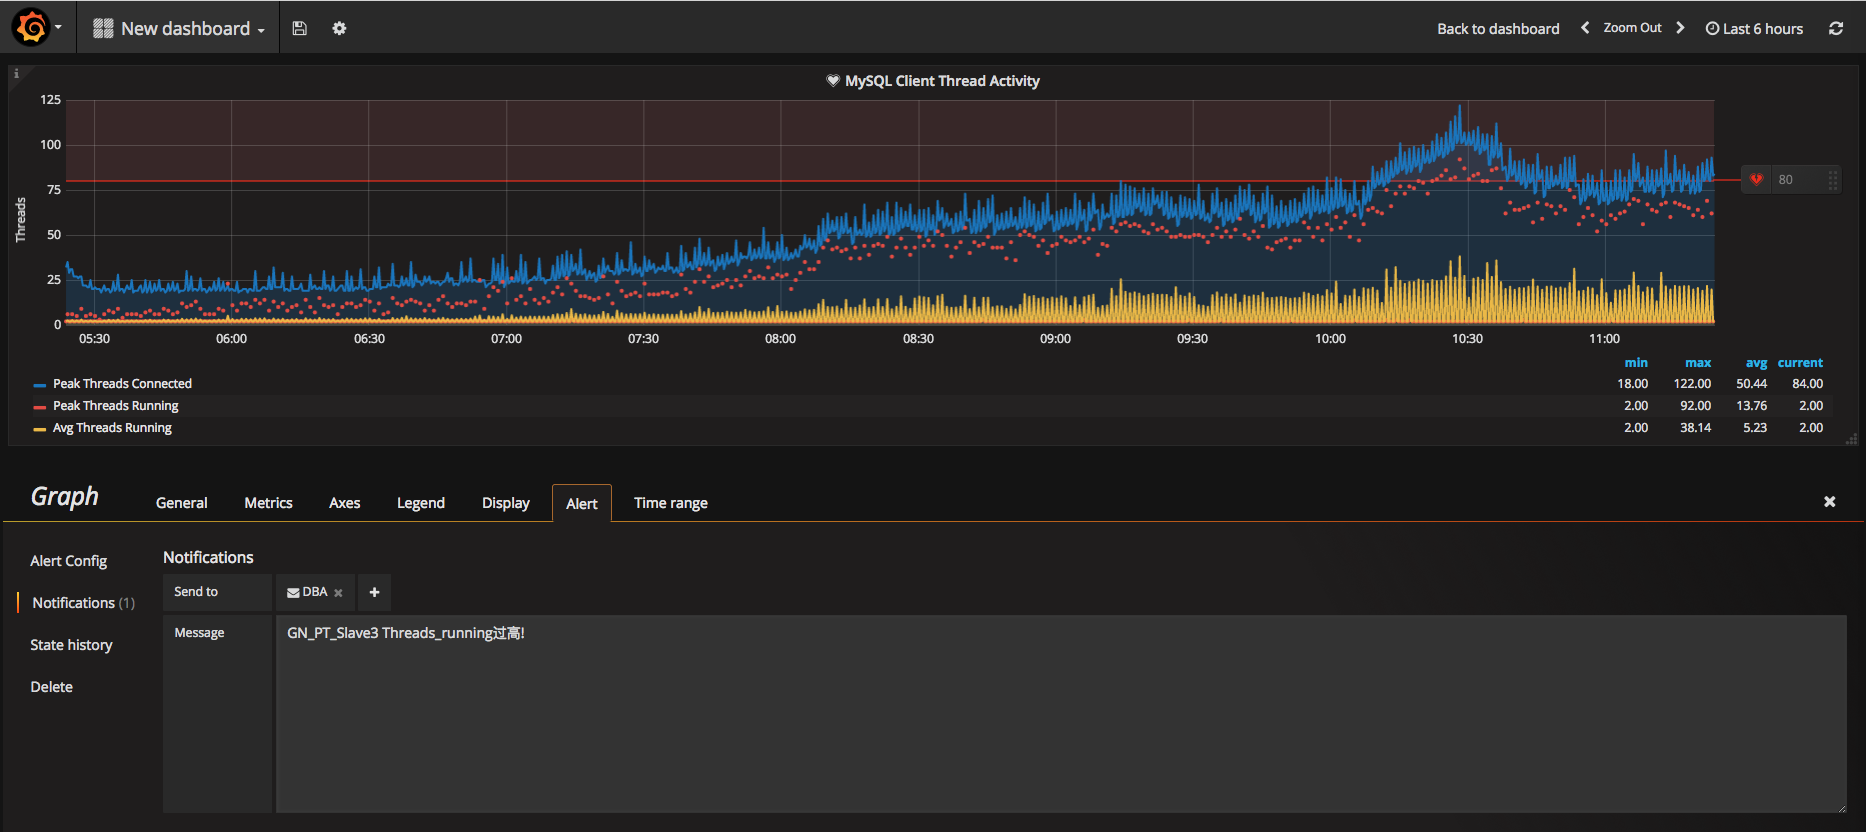 New dashboard
Back to dashboard Zoom Out Last 6 hours
MySQL Client Thread Activity
Threads
125
100
75
50
25
0
80
05:30 06:00 06:30 07:00 07:30 08:00 08:30 09:00 09:30 10:00 10:30 11:00
min max avg current
Peak Threads Connected 18.00 122.00 50.44 84.00
Peak Threads Running 2.00 92.00 13.76 2.00
Avg Threads Running 2.00 38.14 5.23 2.00
Graph General Metrics Axes Legend Display Alert Time range
Alert Config
Notifications (1)
State history
Delete
Notifications
Send to DBA
Message GN_PT_Slave3 Threads_running过高!